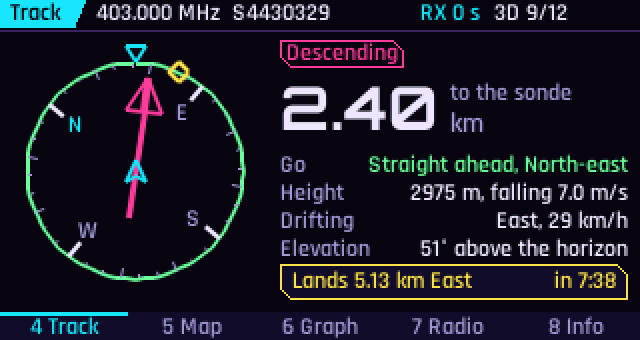 Track 403.000 MHz S4430329 RX 0 s 3D 9/12
Descending
2.40 to the sonde
km
N
E
W
S
Go Straight ahead, North-east
Height 2975 m, falling 7.0 m/s
Drifting East, 29 km/h
Elevation 51° above the horizon
Lands 5.13 km East in 7:38
4 Track 5 Map 6 Graph 7 Radio 8 Info